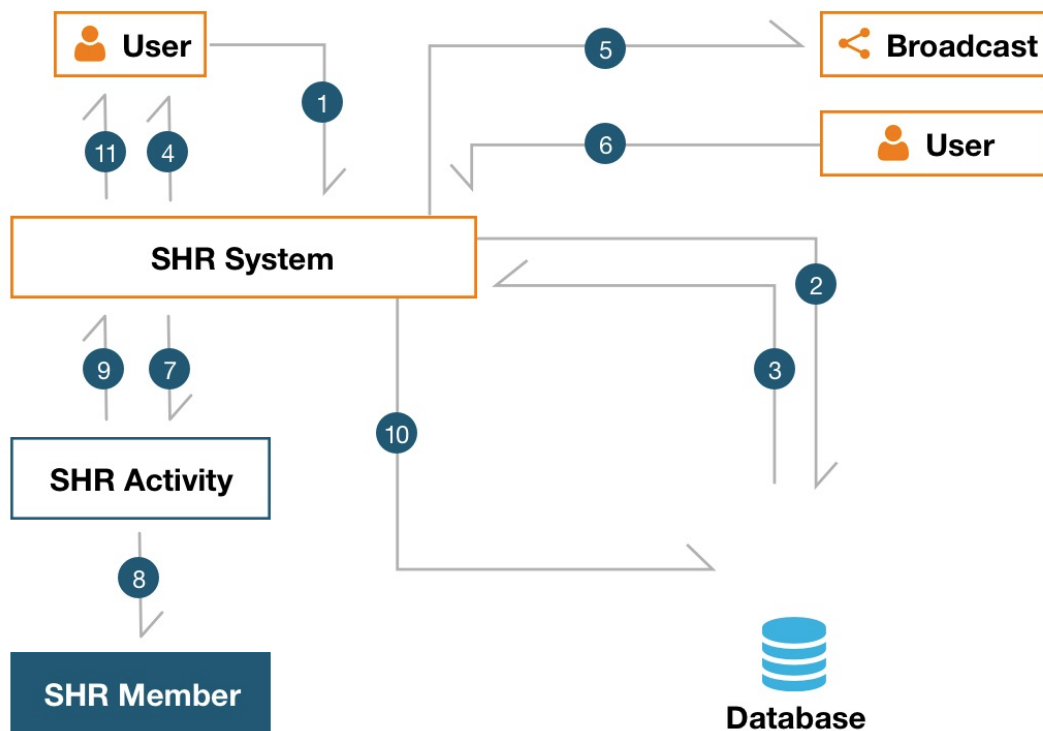 User
1
5
Broadcast
11
4
6
User
SHR System
2
9
7
3
10
SHR Activity
8
SHR Member
Database